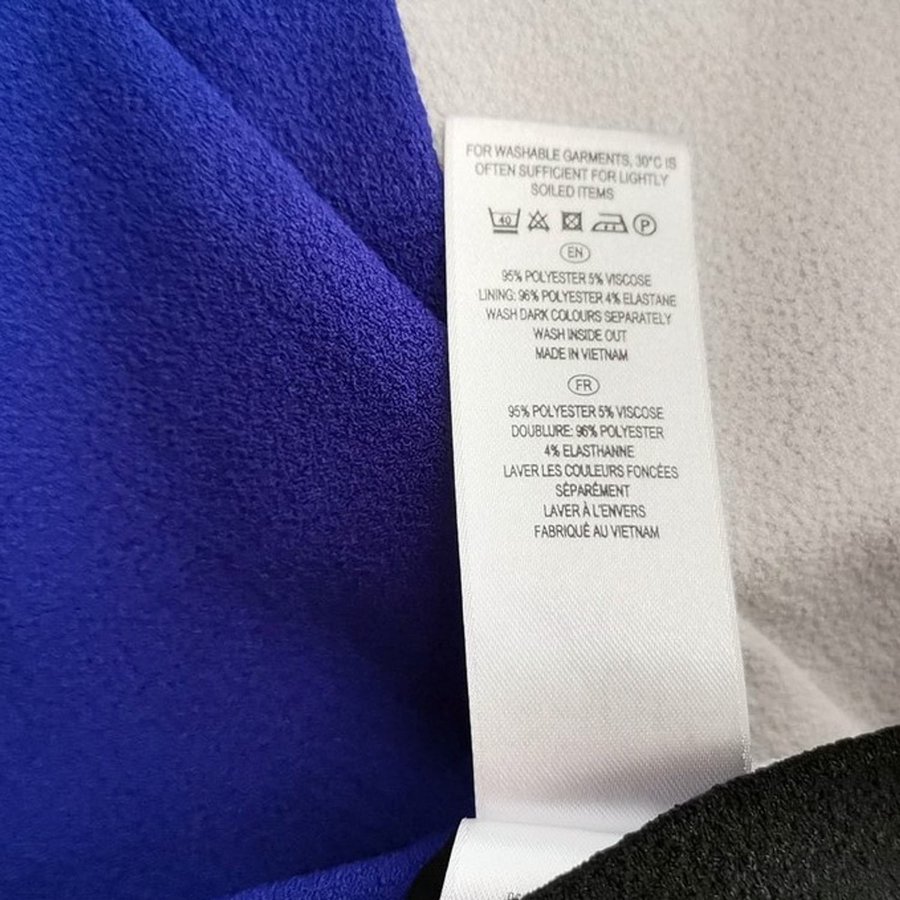 FOR WASHABLE GARMENTS, 30°C IS
OFTEN SUFFICIENT FOR LIGHTLY
SOILED ITEMS
40 P
EN
95% POLYESTER 5% VISCOSE
LINING: 96% POLYESTER 4% ELASTANE
WASH DARK COLOURS SEPARATELY
WASH INSIDE OUT
MADE IN VIETNAM
FR
95% POLYESTER 5% VISCOSE
DOUBLURE: 96% POLYESTER
4% ELASTHANNE
LAVER LES COULEURS FONCÉES
SÉPARÉMENT
LAVER À L'ENVERS
FABRIQUÉ AU VIETNAM